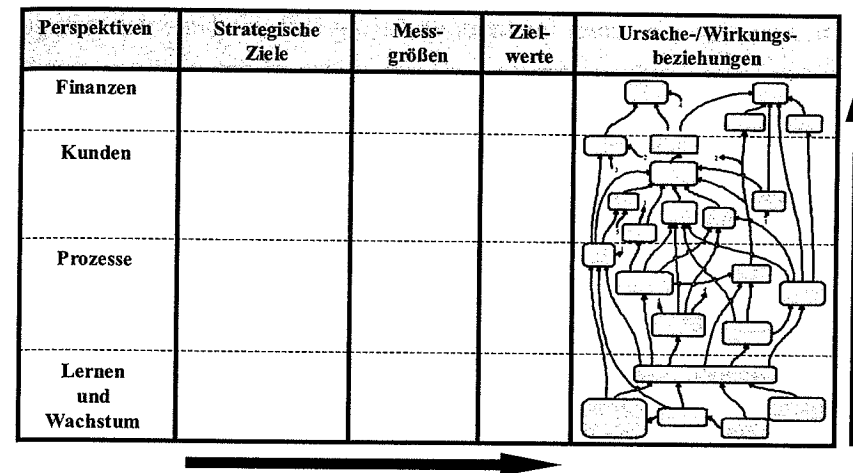 Perspektiven
Strategische
Ziele
Mess-
größen
Ziel-
werte
Ursache-/Wirkungs-
beziehungen
Finanzen
Kunden
Prozesse
Lernen
und
Wachstum